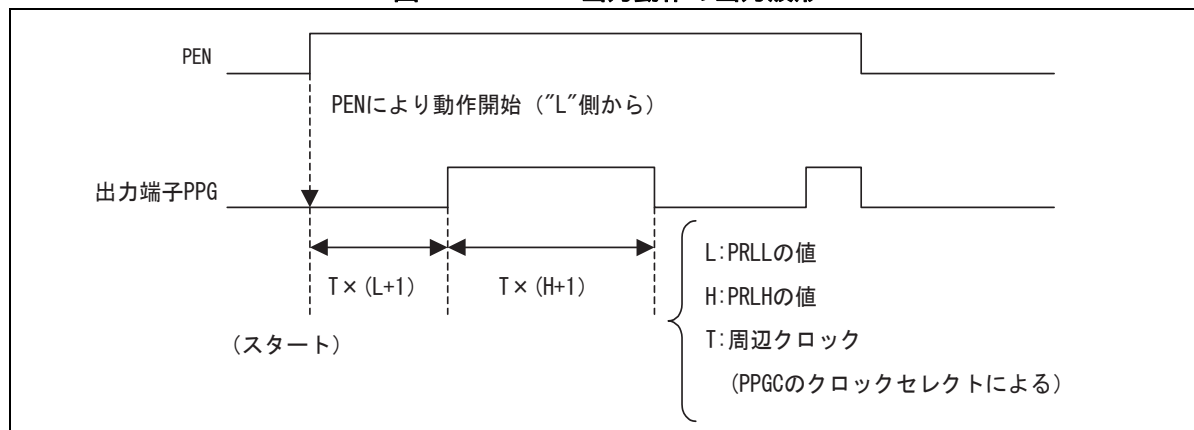 PEN
PENにより動作開始（″L″側から）
出力端子PPG
T×(L+1)
T×(H+1)
（スタート）
L:PRLLの値
H:PRLHの値
T:周辺クロック
(PPGCのクロックセレクトによる）